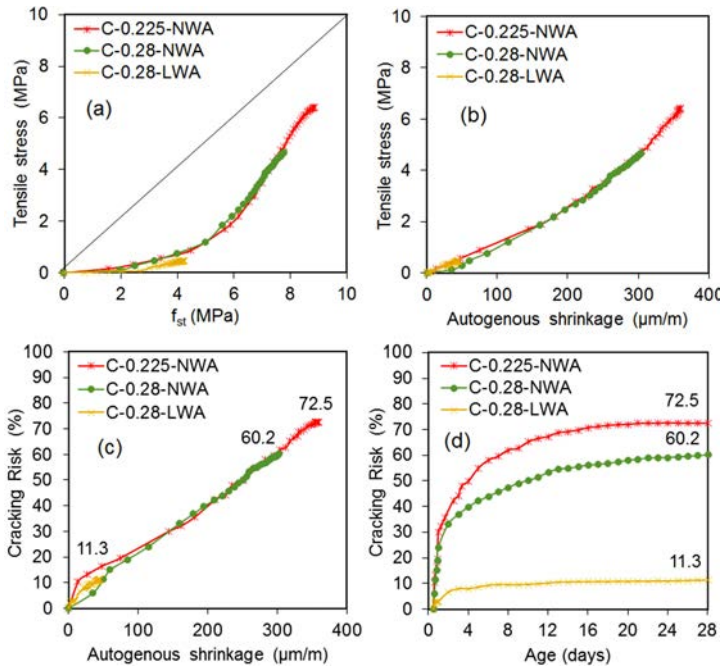 10
8
6
4
2
0
Tensile stress (MPa)
C-0.225-NWA
C-0.28-NWA
C-0.28-LWA
(a)
0 2 4 6 8 10
fst (MPa)
10
8
6
4
2
0
Tensile stress (MPa)
C-0.225-NWA
C-0.28-NWA
C-0.28-LWA
(b)
0 100 200 300 400
Autogenous shrinkage (µm/m)
100
90
80
70
60
50
40
30
20
10
0
Cracking Risk (%)
C-0.225-NWA
C-0.28-NWA
C-0.28-LWA
(c)
72.5
60.2
11.3
0 100 200 300 400
Autogenous shrinkage (µm/m)
100
90
80
70
60
50
40
30
20
10
0
Cracking Risk (%)
C-0.225-NWA
C-0.28-NWA
C-0.28-LWA
(d)
72.5
60.2
11.3
0 4 8 12 16 20 24 28
Age (days)